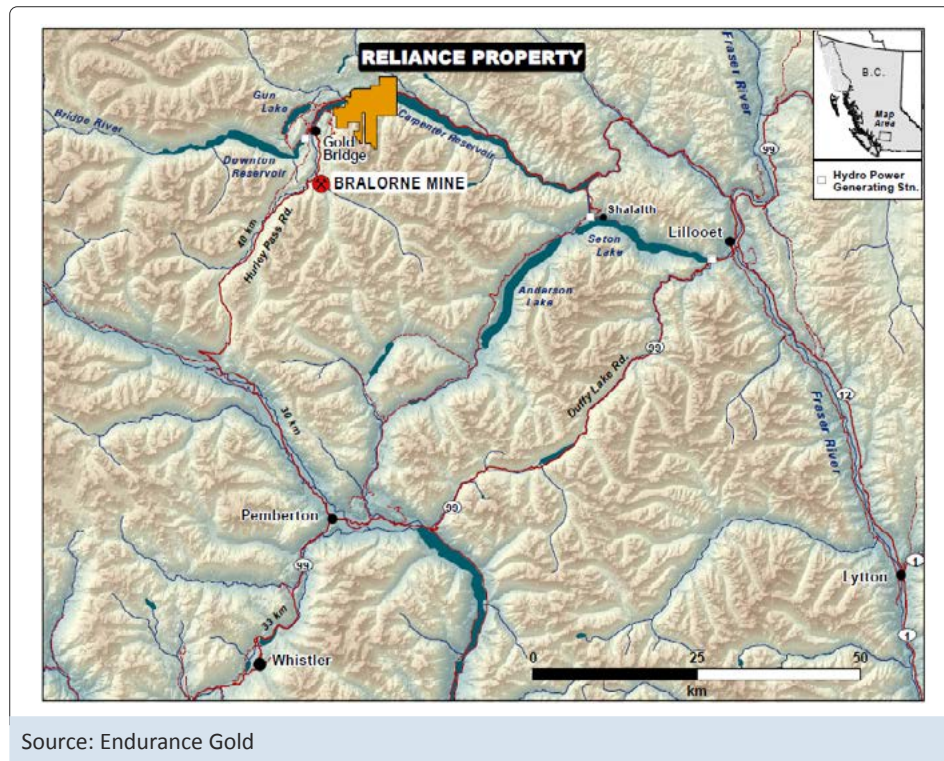 RELIANCE PROPERTY
Fraser River
B.C.
Map
Area
Hydro Power
Generating Stn.
99
Gun
Lake
Bridge River
Gold
Bridge
Carpenter Reservoir
Downton
Reservoir
BRALORNE MINE
40 km
Hurley Pass Rd.
Shalalth
Lillooet
Seton
Lake
Anderson
Lake
99
Duffy Lake Rd.
12
Fraser River
30 km
Pemberton
99
99
33 km
Whistler
Lytton
1
1
0
25
50
km
Source: Endurance Gold